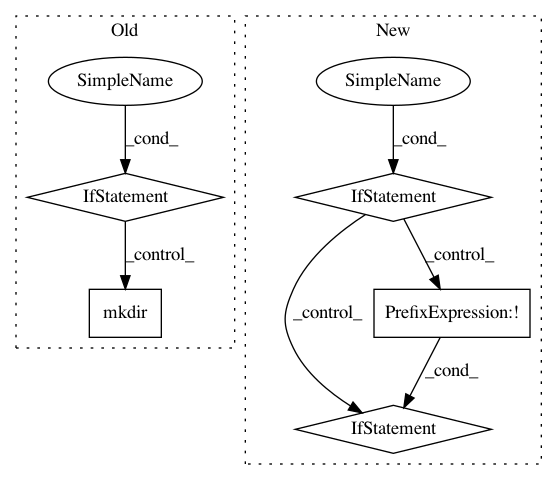 Old
New
SimpleName
SimpleName
_cond_
_cond_
IfStatement
IfStatement
_control_
_control_
_control_
mkdir
PrefixExpression:!
_cond_
IfStatement